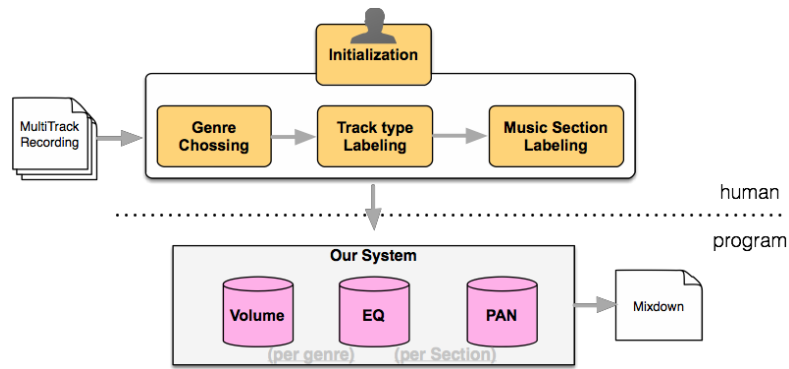 Initialization
MultiTrack
Recording
Genre
Chossing
Track type
Labeling
Music Section
Labeling
human
program
Our System
Volume
EQ
PAN
(per genre)
(per Section)
Mixdown